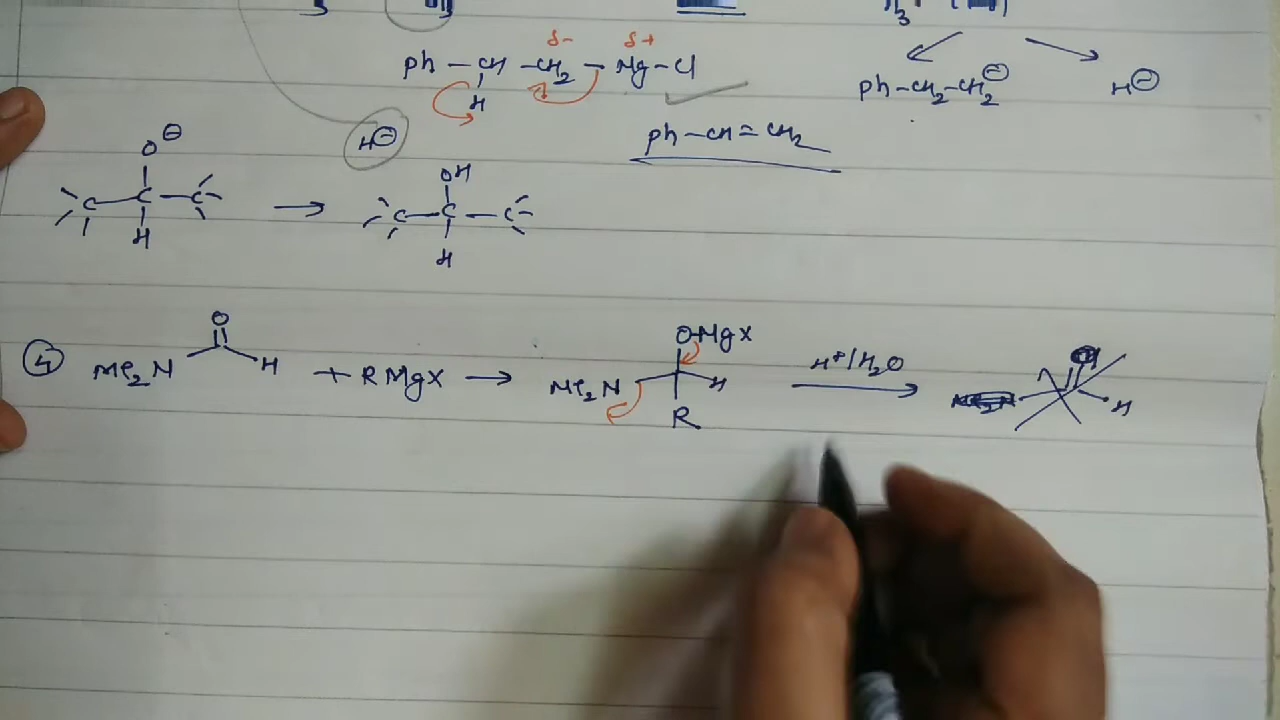 δ- δ+
Ph-CH-CH2-Mg-Cl
H
Ph-CH2-CH2⊖ H⊖
Ph-CH=CH2
H⊖
O⊖
-C-C-C-
H
→
OH
-C-C-C-
H
④ Me2N O H + RMgX → Me2N OMgX H R H+/H2O → O H